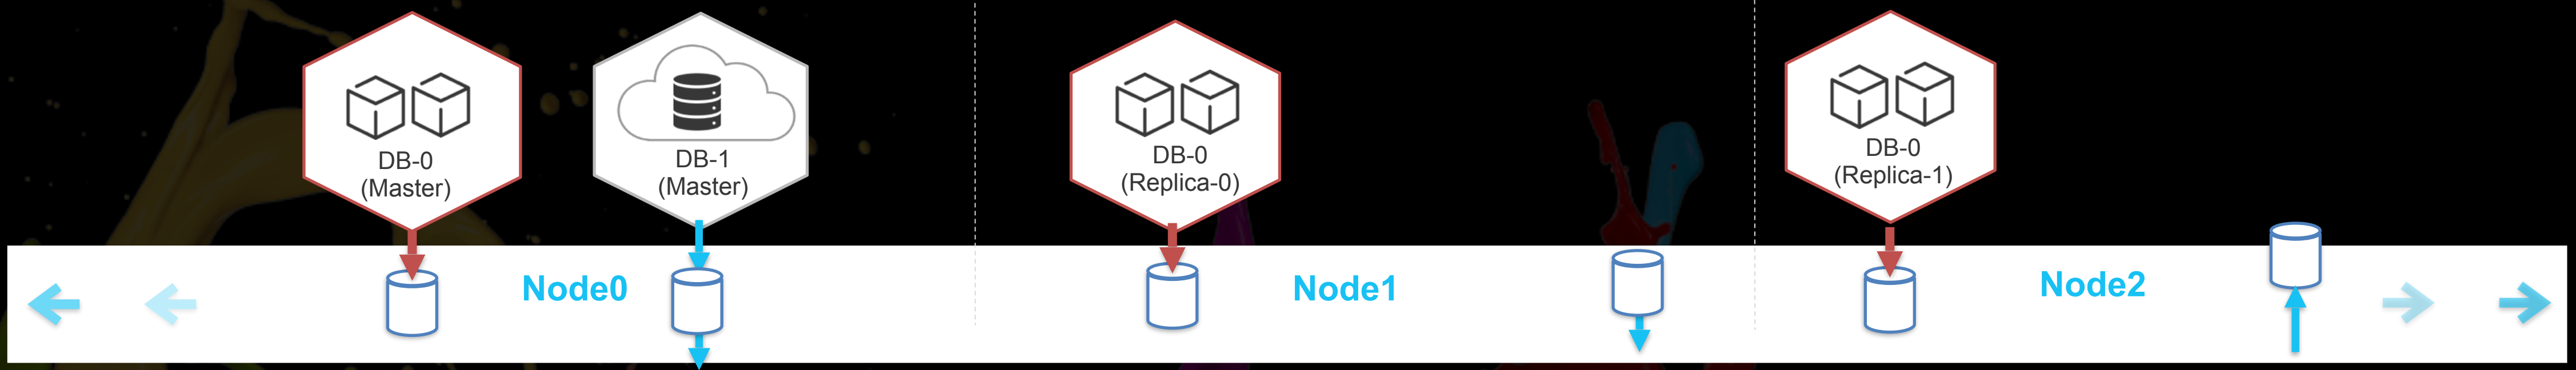 DB-0
(Master)
DB-1
(Master)
DB-0
(Replica-0)
DB-0
(Replica-1)
Node0
Node1
Node2